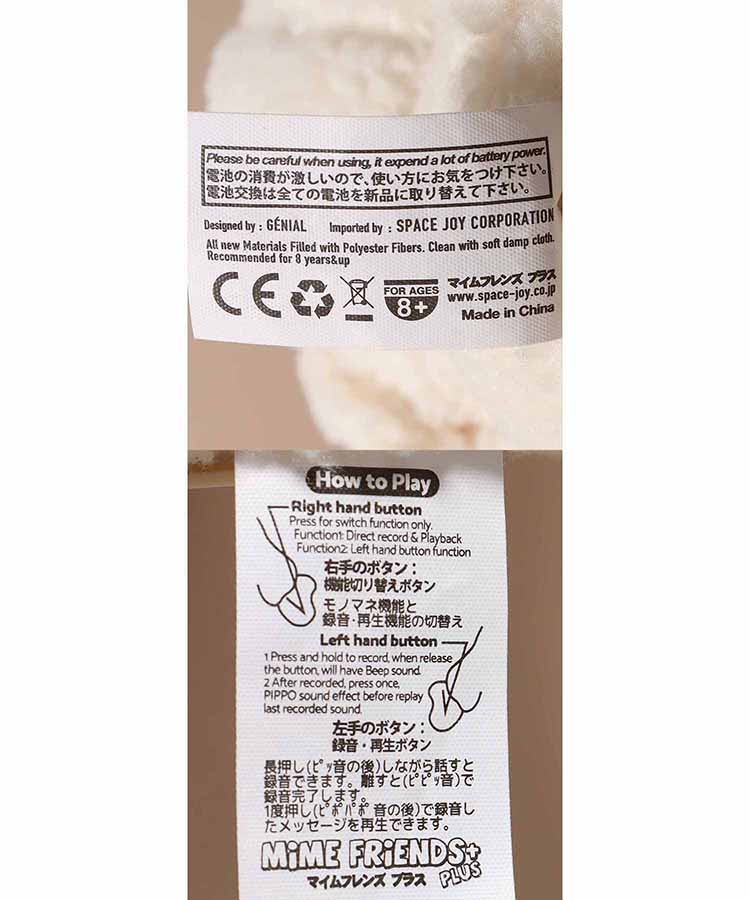 Please be careful when using, it expend a lot of battery power.
電池の消費が激しいので、使い方にお気をつけ下さい。
電池交換は全ての電池を新品に取り替えて下さい。
Designed by : GÉNIAL Imported by : SPACE JOY CORPORATION
All new Materials Filled with Polyester Fibers. Clean with soft damp cloth.
Recommended for 8 years&up
CE
FOR AGES
8+
マイムフレンズ プラス
www.space-joy.co.jp
Made in China
How to Play
Right hand button
Press for switch function only.
Function1: Direct record & Playback
Function2: Left hand button function
右手のボタン：
機能切り替えボタン
モノマネ機能と
録音・再生機能の切替え
Left hand button
1 Press and hold to record, when release
the button, will have Beep sound.
2 After recorded, press once,
PIPPO sound effect before replay
last recorded sound.
左手のボタン：
録音・再生ボタン
長押し(ﾋﾟｯ音の後)しながら話すと
録音できます。離すと(ﾋﾟﾋﾟｯ音)で
録音完了します。
1度押し(ﾋﾟﾎﾟﾊﾟﾎﾟ音の後)で録音し
たメッセージを再生できます。
MiME FRiENDS+
PLUS
マイムフレンズ プラス